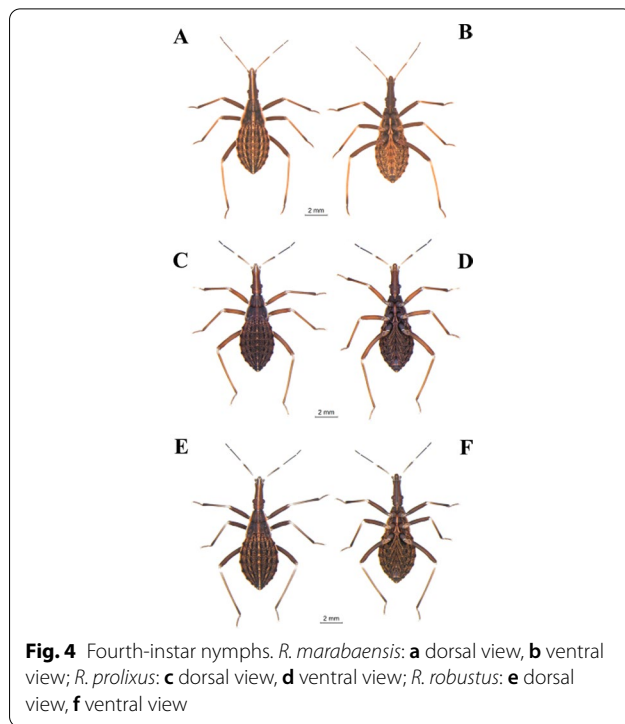 A
B
2 mm
C
D
2 mm
E
F
2 mm
Fig. 4 Fourth-instar nymphs. R. marabaensis: a dorsal view, b ventral
view; R. prolixus: c dorsal view, d ventral view; R. robustus: e dorsal
view, f ventral view